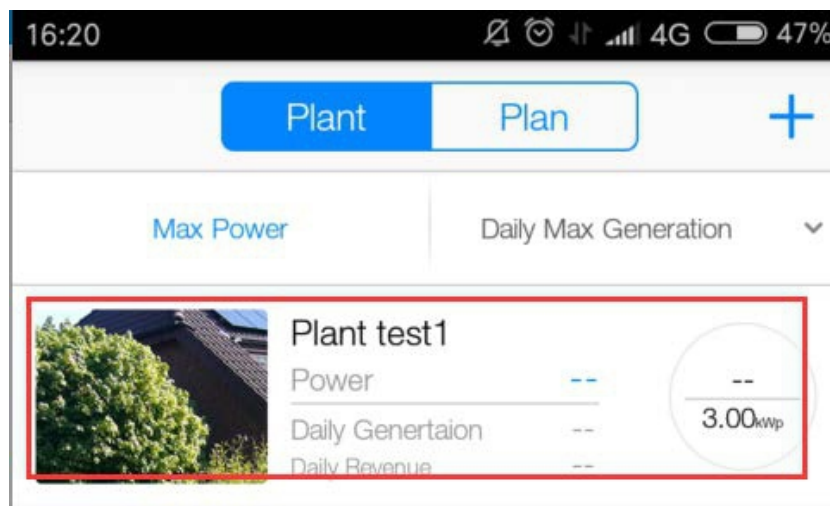 16:20 4G 47%
Plant Plan +
Max Power Daily Max Generation
Plant test1
Power -- --
Daily Genertaion -- 3.00kWp
Daily Revenue --